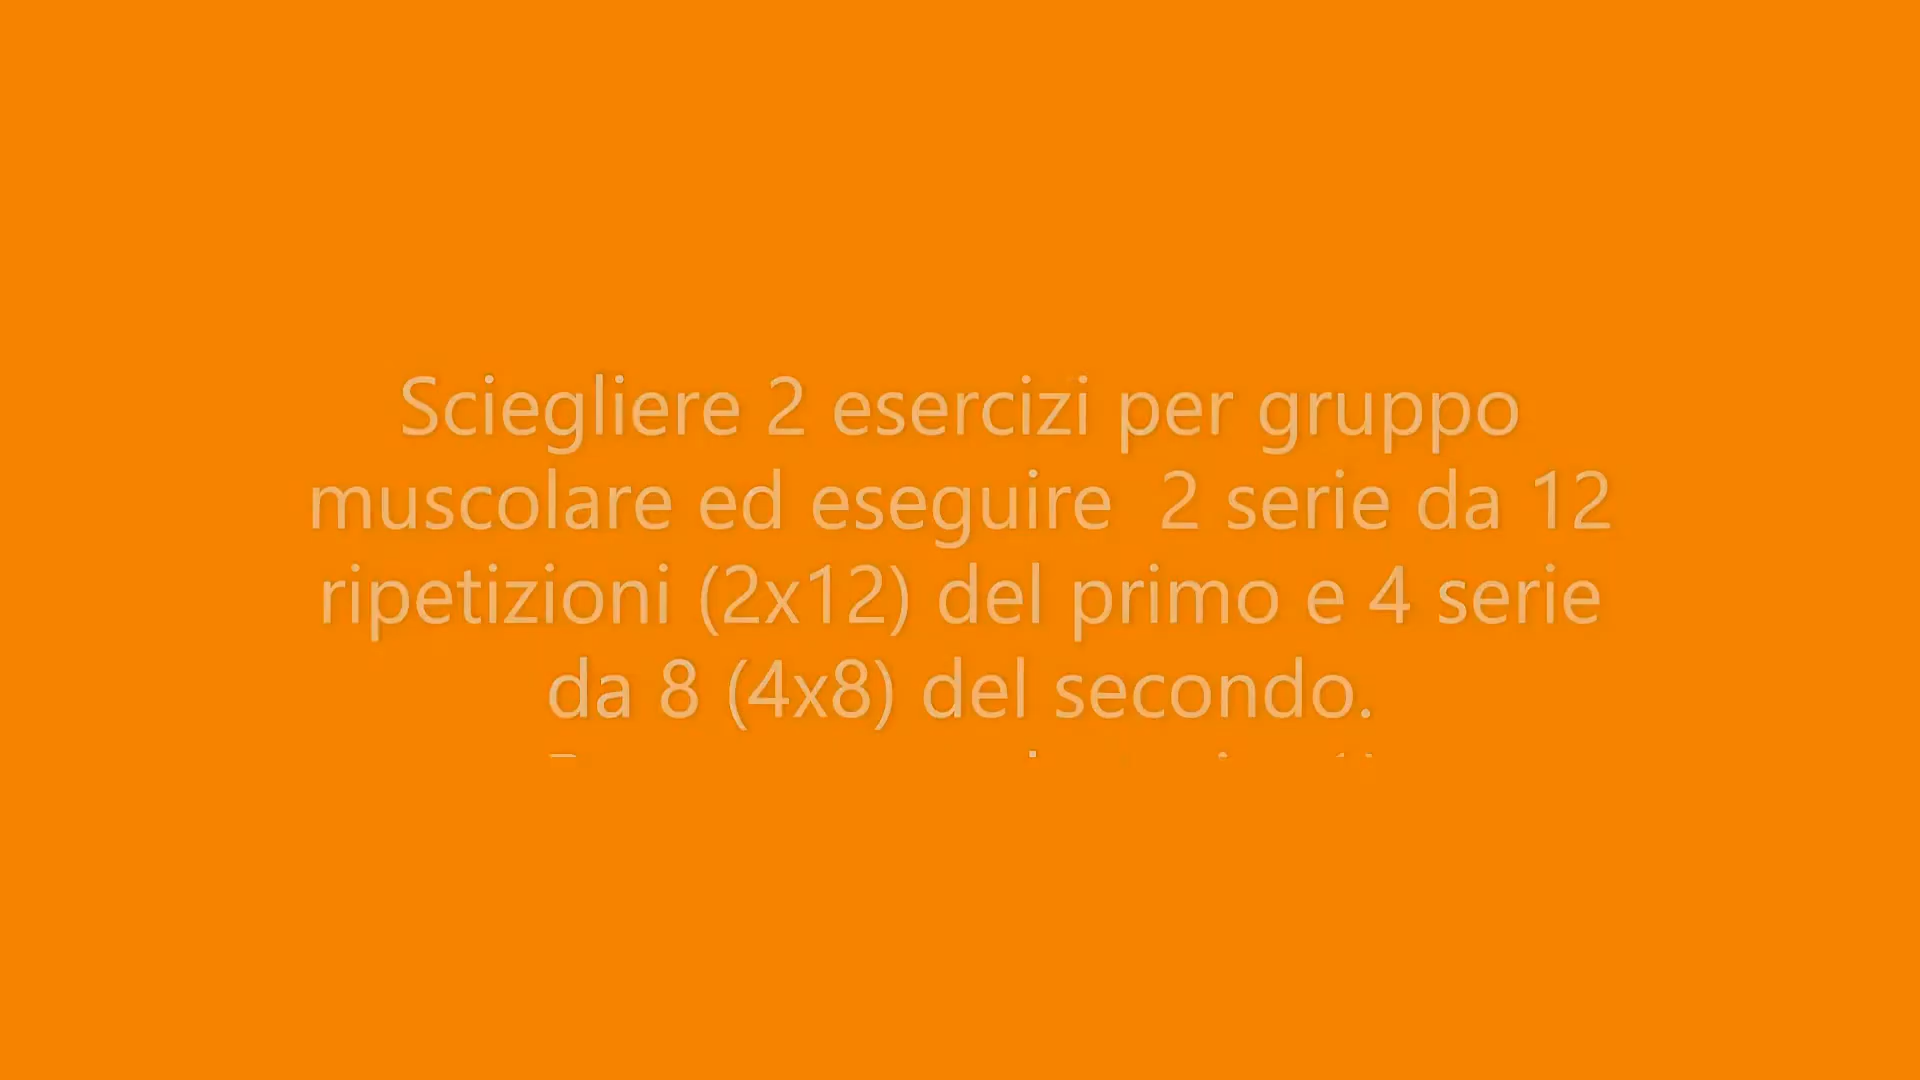 Sciegliere 2 esercizi per gruppo
muscolare ed eseguire  2 serie da 12
ripetizioni (2x12) del primo e 4 serie
da 8 (4x8) del secondo.